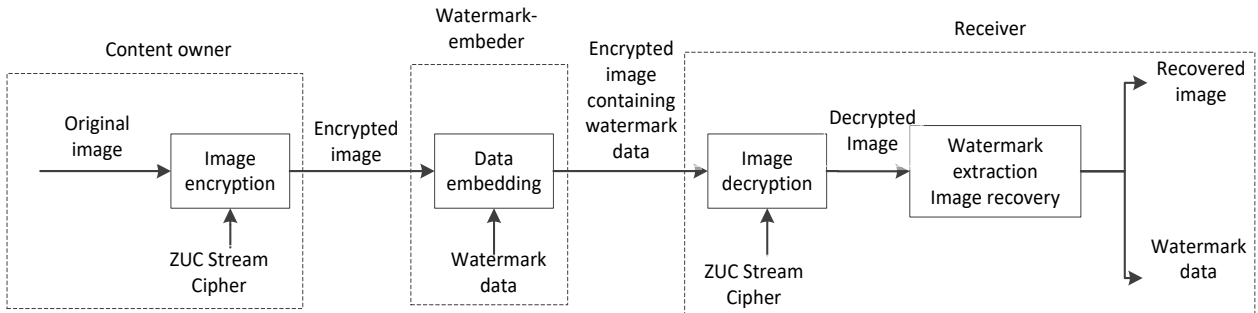 Content owner
Original
image
Image
encryption
ZUC Stream
Cipher
Encrypted
image
Watermark-
embeder
Data
embedding
Watermark
data
Encrypted
image
containing
watermark
data
Receiver
Image
decryption
ZUC Stream
Cipher
Decrypted
Image
Watermark
extraction
Image recovery
Recovered
image
Watermark
data